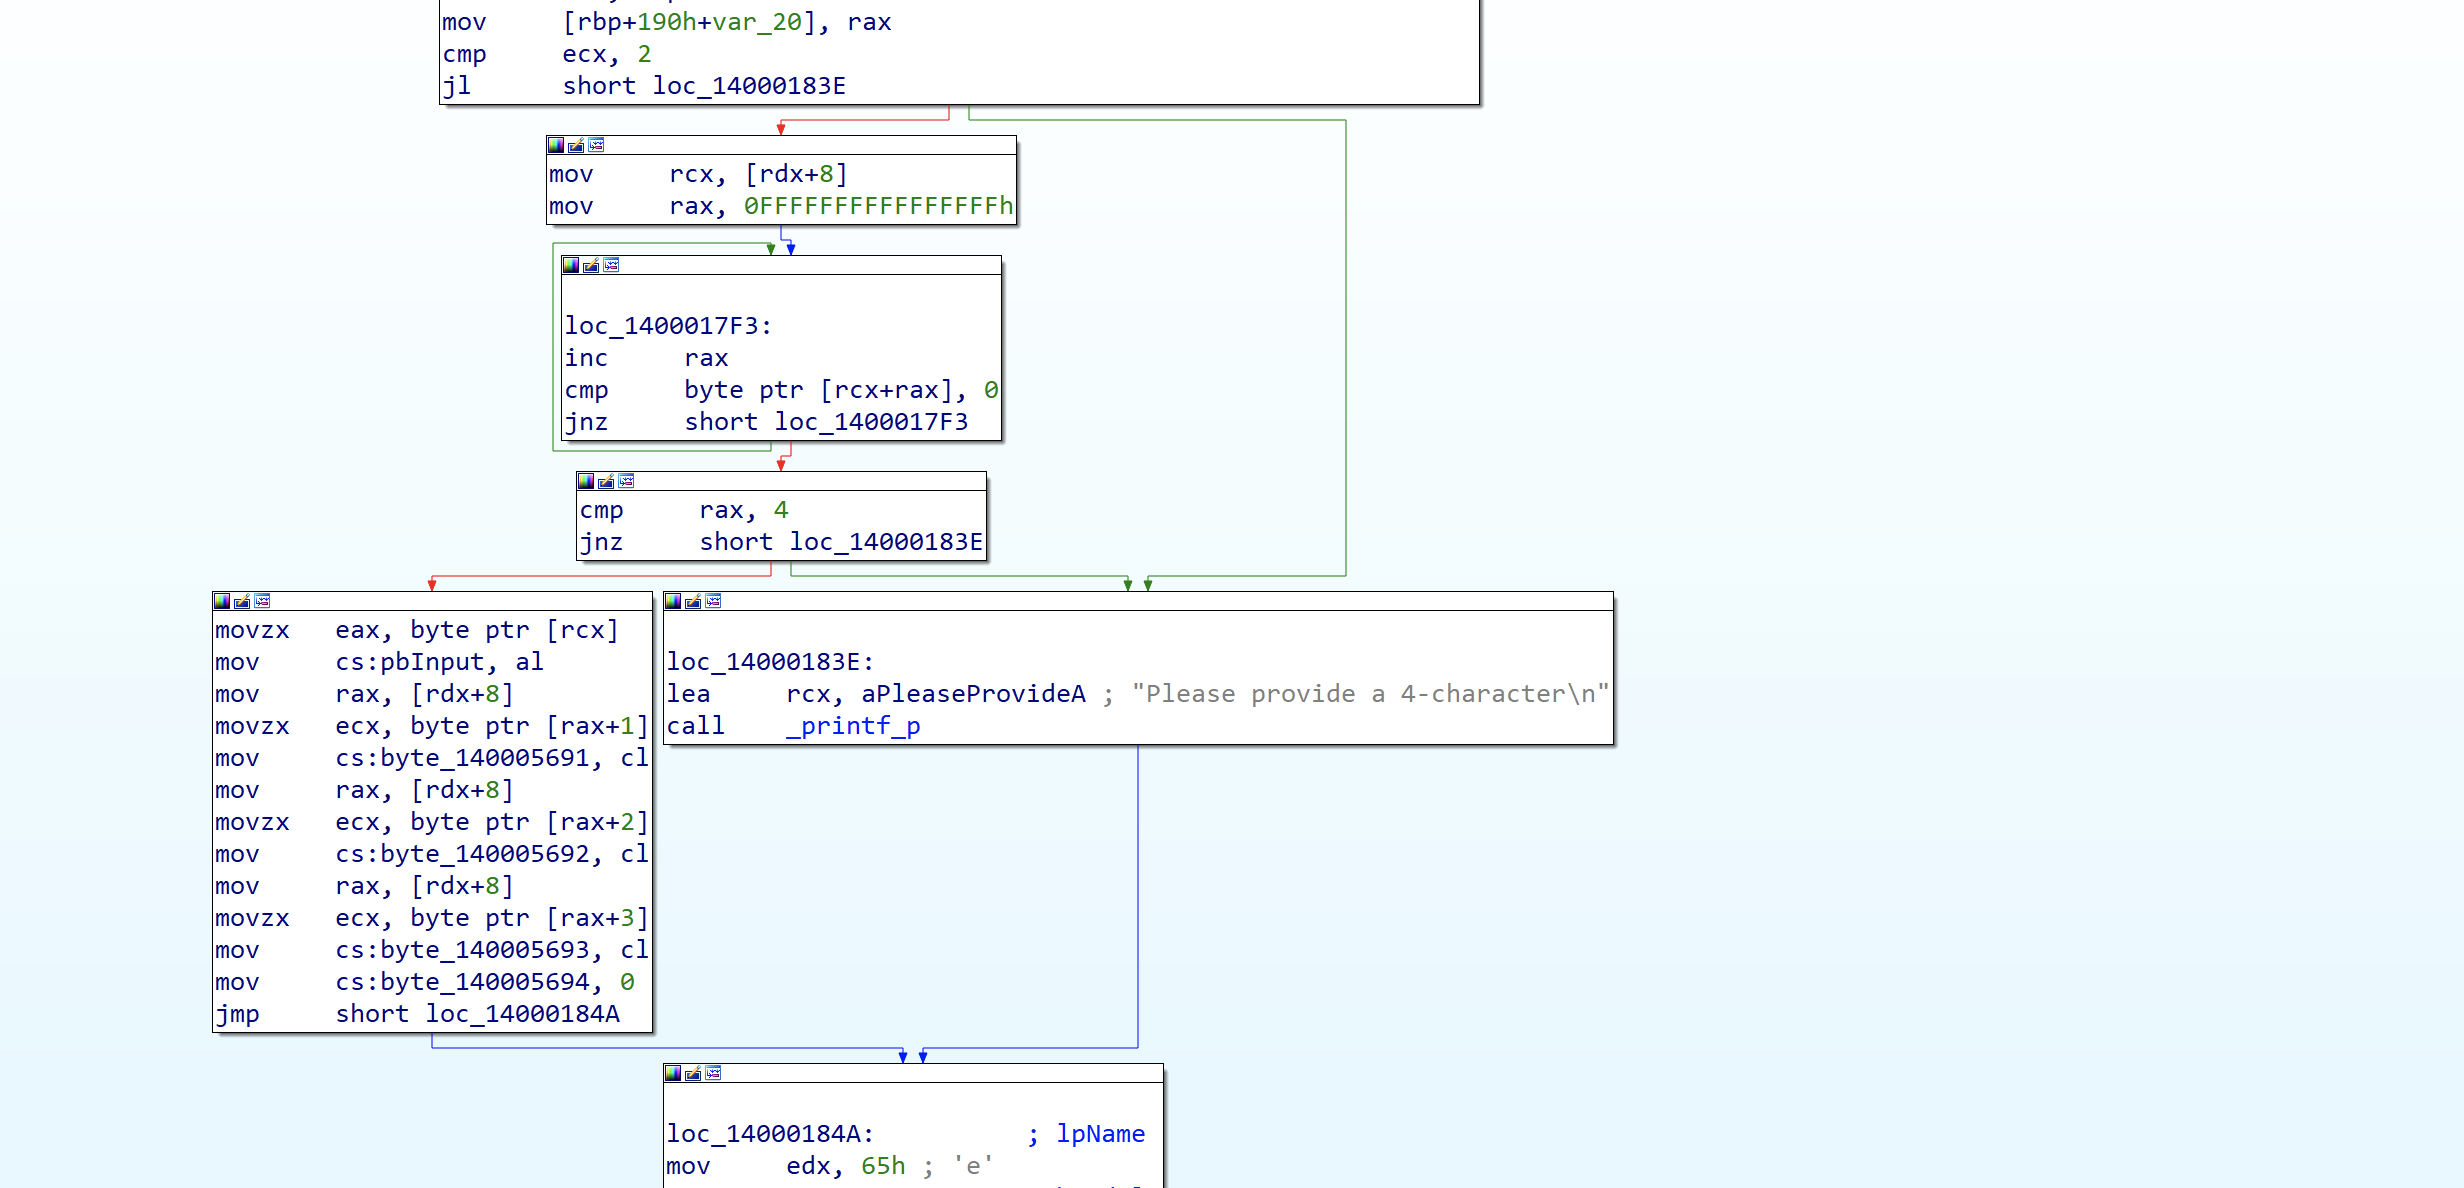 mov [rbp+190h+var_20], rax
cmp ecx, 2
jl short loc_14000183E
mov rcx, [rdx+8]
mov rax, 0FFFFFFFFFFFFFFFFh
loc_1400017F3:
inc rax
cmp byte ptr [rcx+rax], 0
jnz short loc_1400017F3
cmp rax, 4
jnz short loc_14000183E
movzx eax, byte ptr [rcx]
mov cs:pbInput, al
mov rax, [rdx+8]
movzx ecx, byte ptr [rax+1]
mov cs:byte_140005691, cl
mov rax, [rdx+8]
movzx ecx, byte ptr [rax+2]
mov cs:byte_140005692, cl
mov rax, [rdx+8]
movzx ecx, byte ptr [rax+3]
mov cs:byte_140005693, cl
mov cs:byte_140005694, 0
jmp short loc_14000184A
loc_14000183E:
lea rcx, aPleaseProvideA ; "Please provide a 4-character\n"
call _printf_p
loc_14000184A: ; lpName
mov edx, 65h ; 'e'